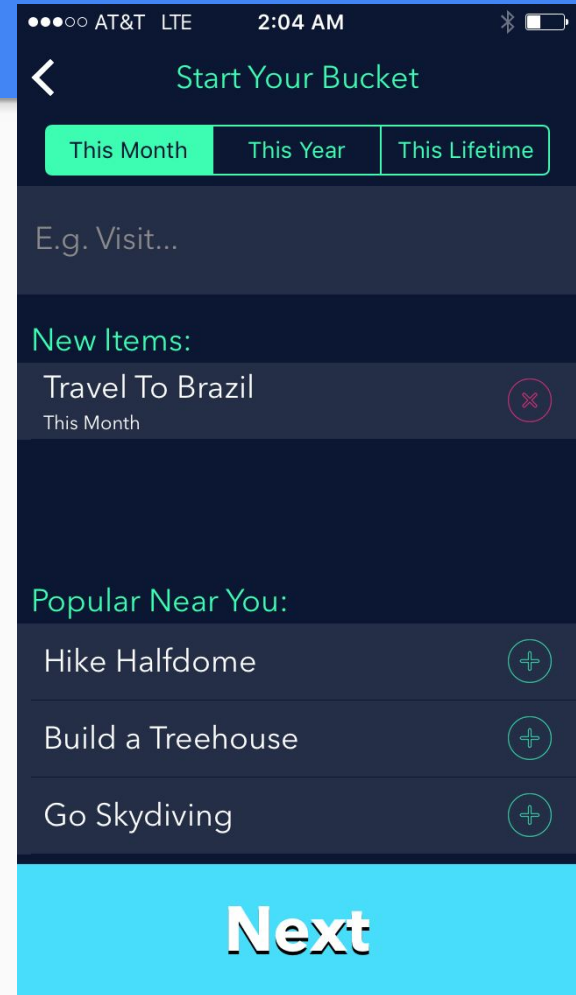 AT&T LTE 2:04 AM
Start Your Bucket
This Month This Year This Lifetime
E.g. Visit...
New Items:
Travel To Brazil
This Month
Popular Near You:
Hike Halfdome
Build a Treehouse
Go Skydiving
Next